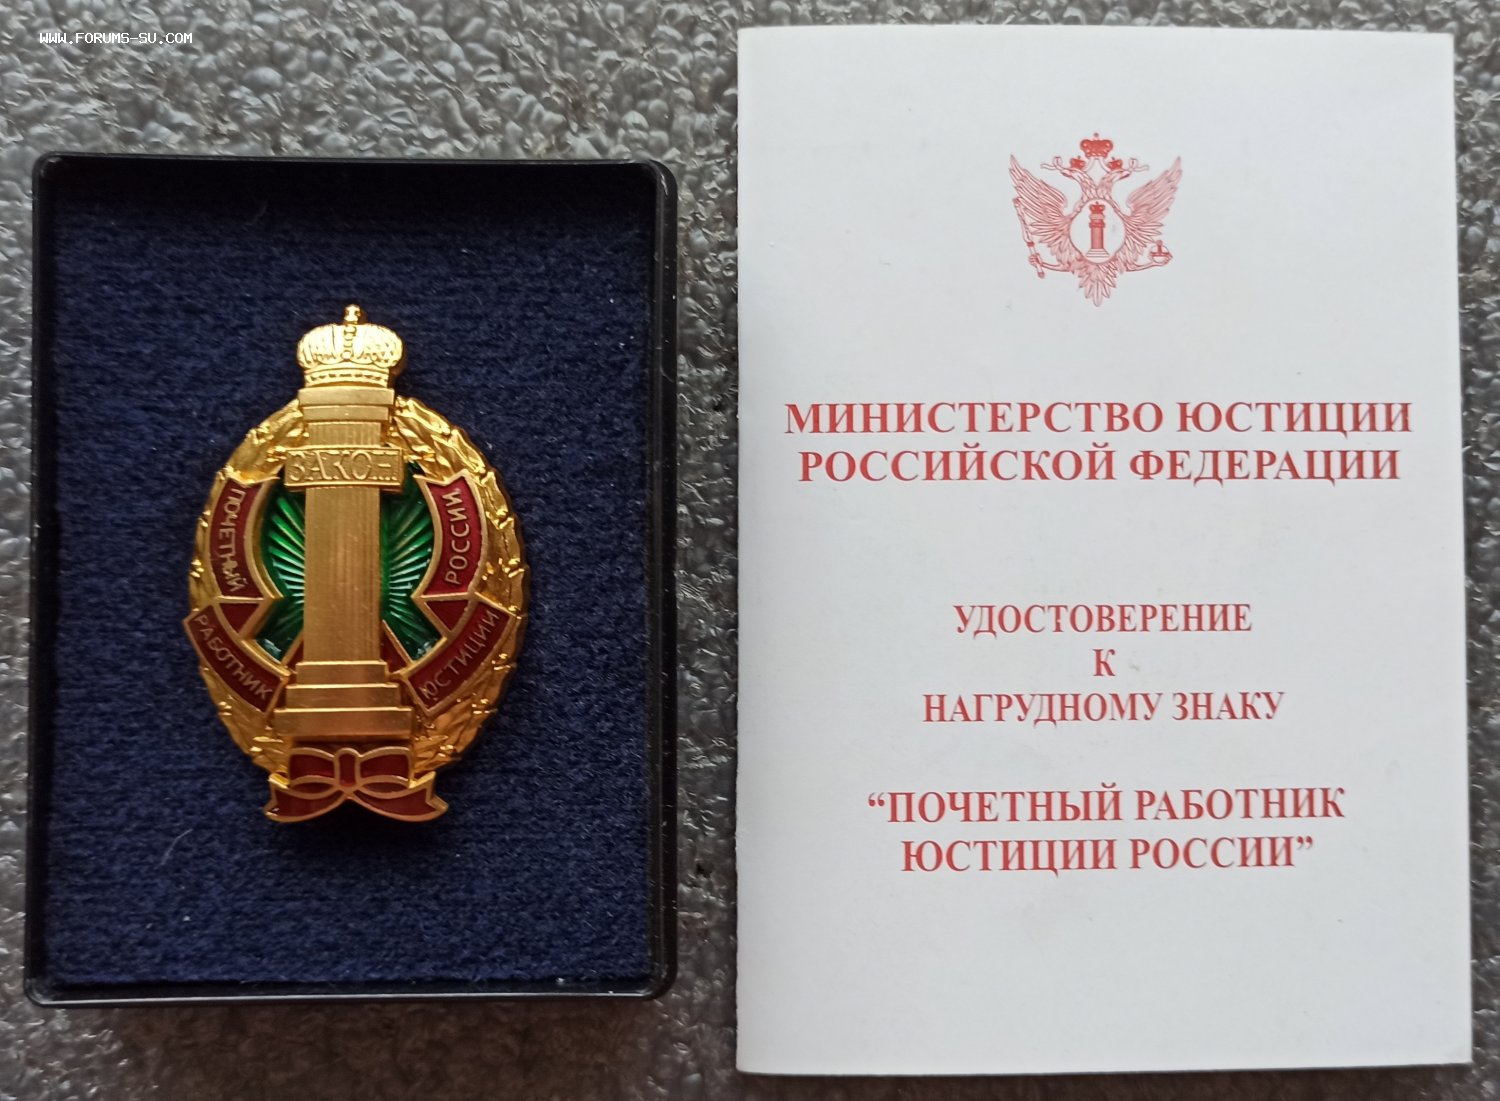 WWW.FORUMS-SU.COM
ЗАКОН
ПОЧЕТНЫЙ
РАБОТНИК
ЮСТИЦИИ
РОССИИ
МИНИСТЕРСТВО ЮСТИЦИИ
РОССИЙСКОЙ ФЕДЕРАЦИИ
УДОСТОВЕРЕНИЕ
К
НАГРУДНОМУ ЗНАКУ
“ПОЧЕТНЫЙ РАБОТНИК
ЮСТИЦИИ РОССИИ”